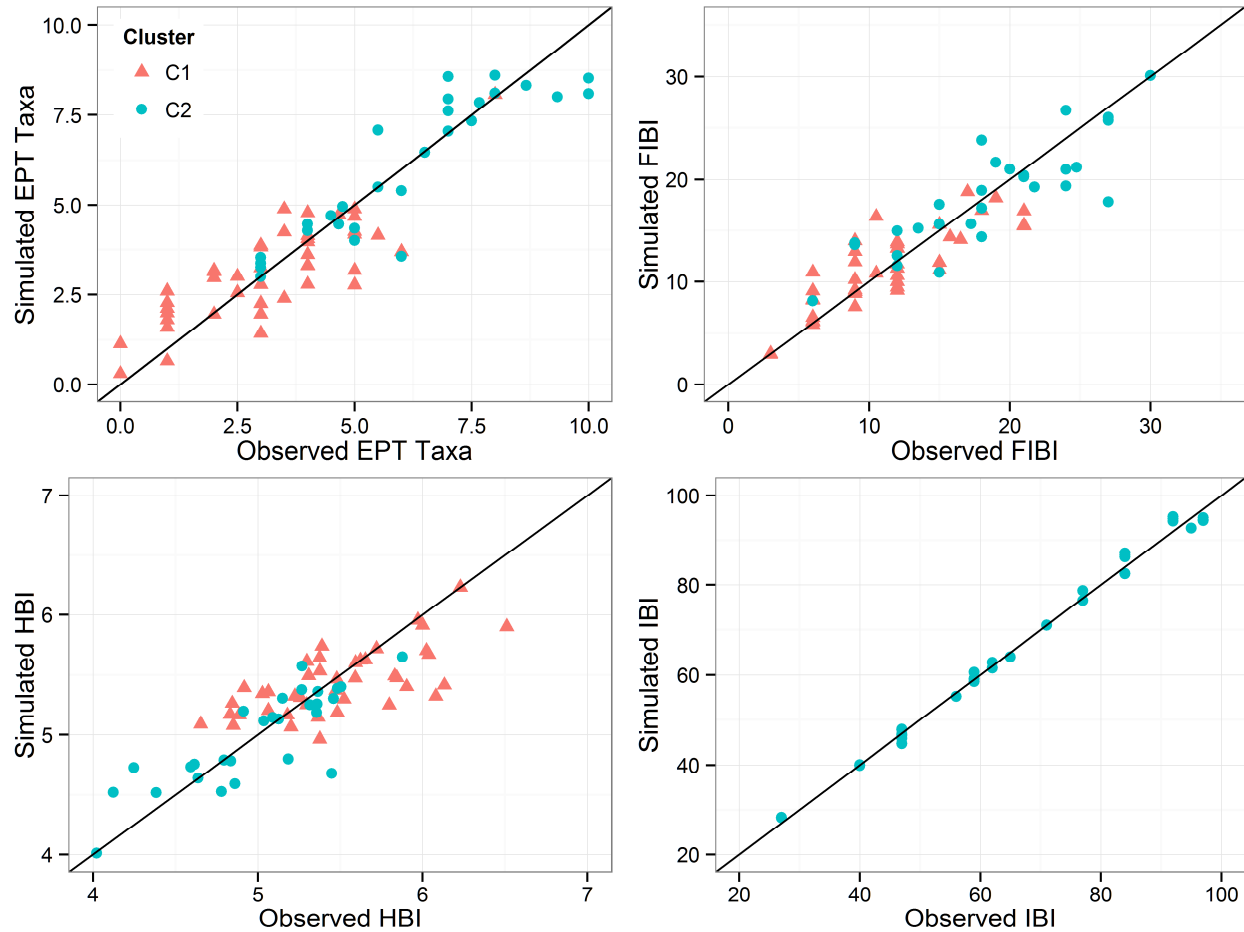 Cluster
C1
C2
10.0
7.5
5.0
2.5
0.0
Simulated EPT Taxa
0.0 2.5 5.0 7.5 10.0
Observed EPT Taxa
30
20
10
0
Simulated FIBI
0 10 20 30
Observed FIBI
7
6
5
4
Simulated HBI
4 5 6 7
Observed HBI
100
80
60
40
20
Simulated IBI
20 40 60 80 100
Observed IBI